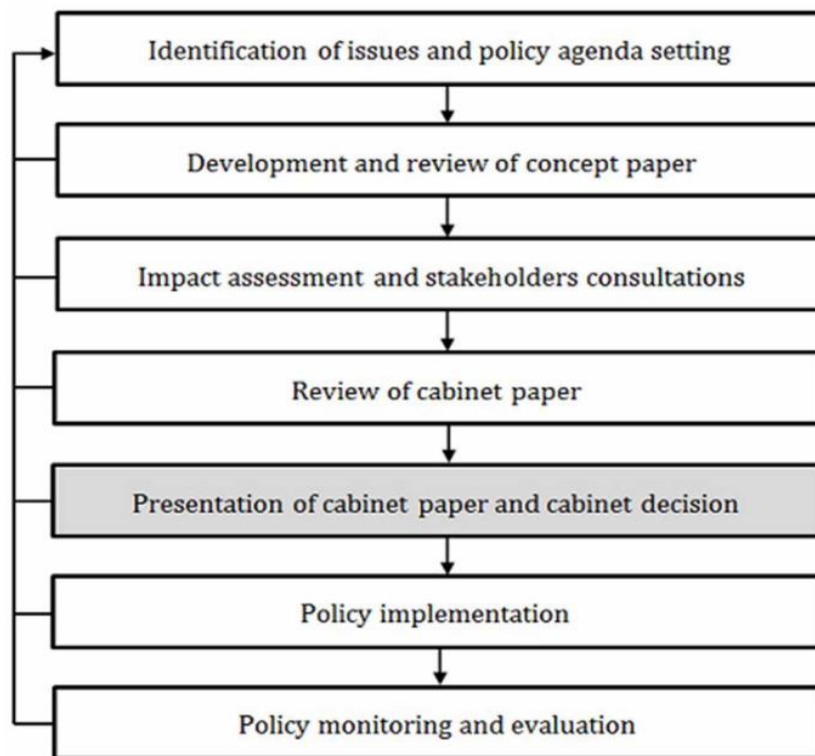 Identification of issues and policy agenda setting
Development and review of concept paper
Impact assessment and stakeholders consultations
Review of cabinet paper
Presentation of cabinet paper and cabinet decision
Policy implementation
Policy monitoring and evaluation